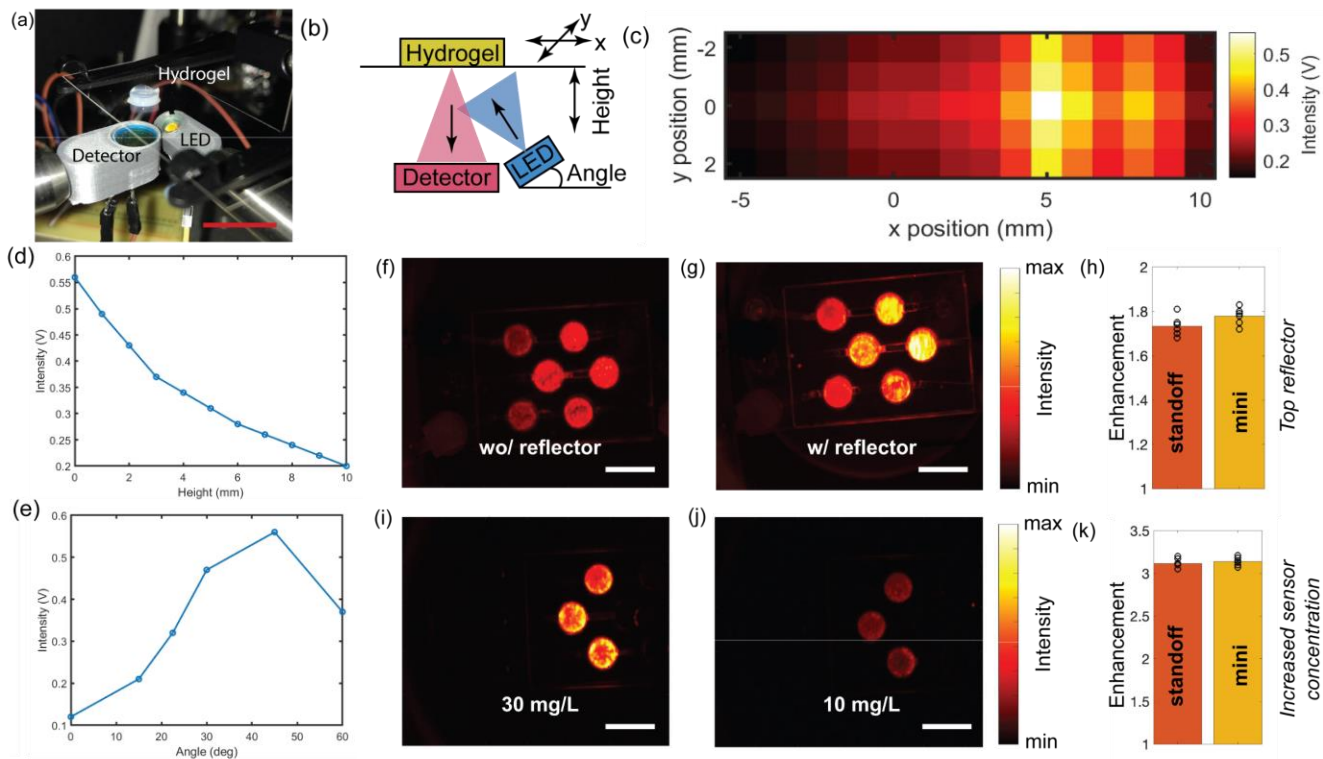 (a)
Hydrogel
LED
Detector
(b)
Hydrogel
y
x
Height
Detector
LED
Angle
(c)
y position (mm)
-2
0
2
-5
0
5
10
x position (mm)
0.5
0.4
0.3
0.2
Intensity (V)
(d)
Intensity (V)
0.6
0.55
0.5
0.45
0.4
0.35
0.3
0.25
0.2
0
2
4
6
8
10
Height (mm)
(e)
Intensity (V)
0.6
0.5
0.4
0.3
0.2
0.1
0
10
20
30
40
50
60
Angle (deg)
(f)
wo/ reflector
(g)
w/ reflector
max
Intensity
min
(h)
Enhancement
2
1.8
1.6
1.4
1.2
1
standoff
mini
Top reflector
(i)
30 mg/L
(j)
10 mg/L
max
Intensity
min
(k)
Enhancement
3.5
3
2.5
2
1.5
1
standoff
mini
Increased sensor
concentration